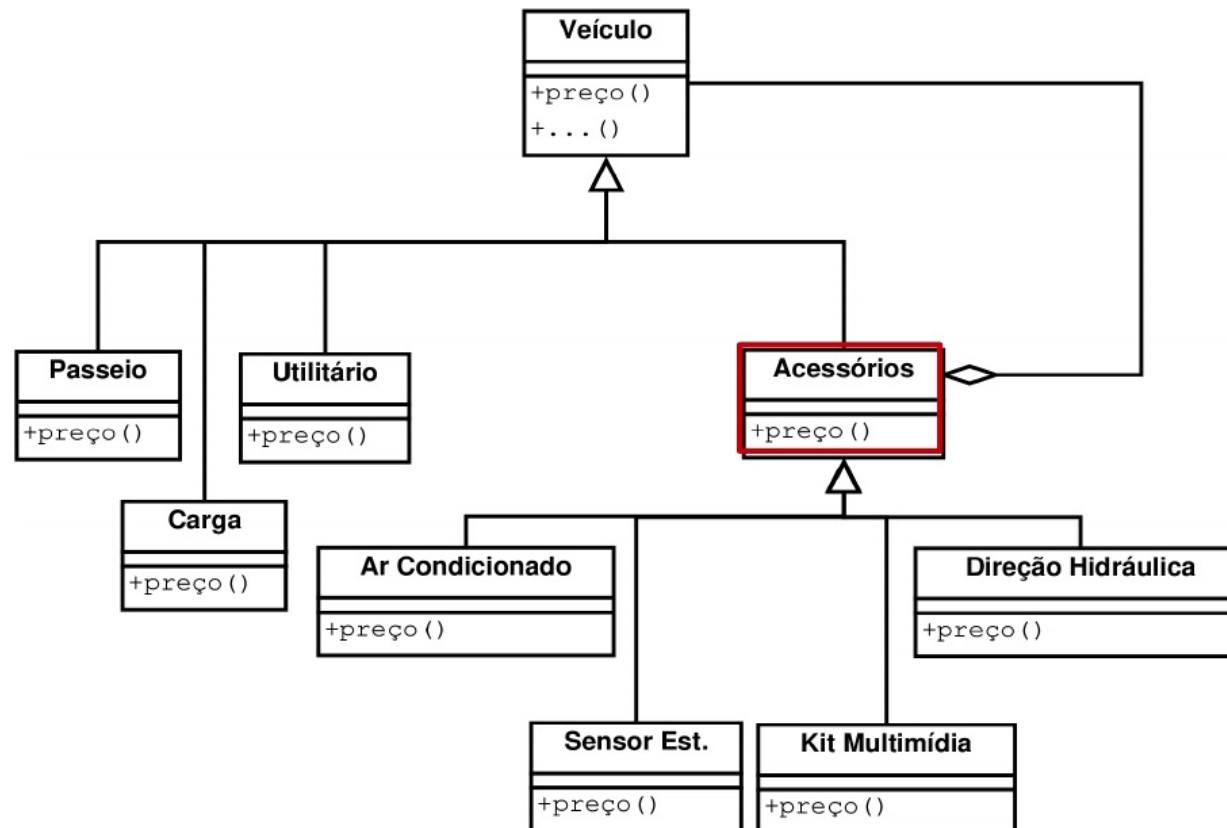 Veículo
+preço()
+...()
Passeio
+preço()
Utilitário
+preço()
Acessórios
+preço()
Carga
+preço()
Ar Condicionado
+preço()
Direção Hidráulica
+preço()
Sensor Est.
+preço()
Kit Multimídia
+preço()